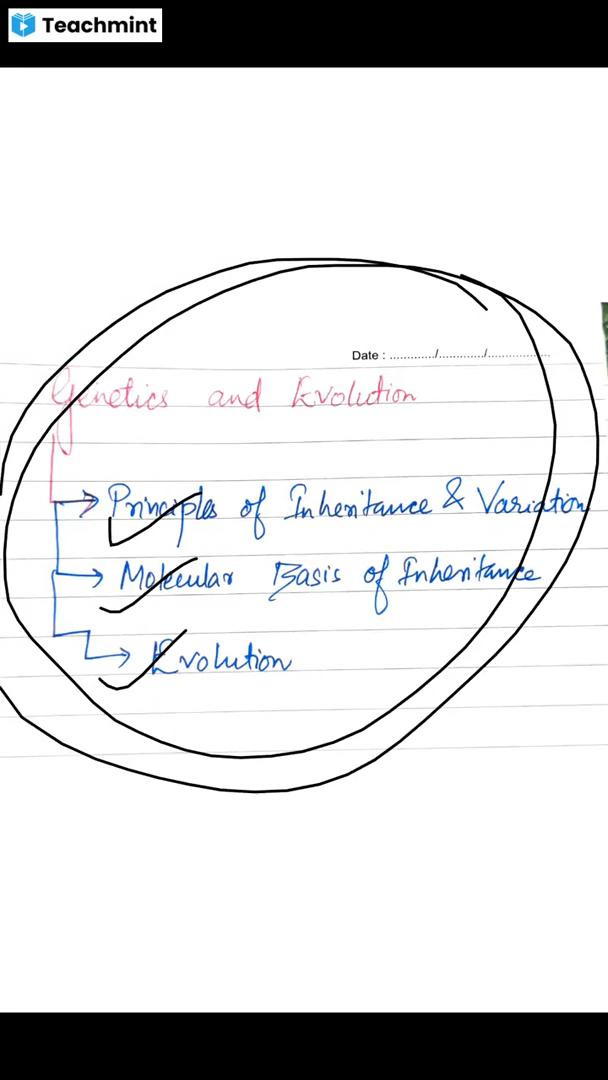 Teachmint
Date : ............/............/................
Genetics and Evolution
Principles of Inheritance & Variation
Molecular Basis of Inheritance
Evolution